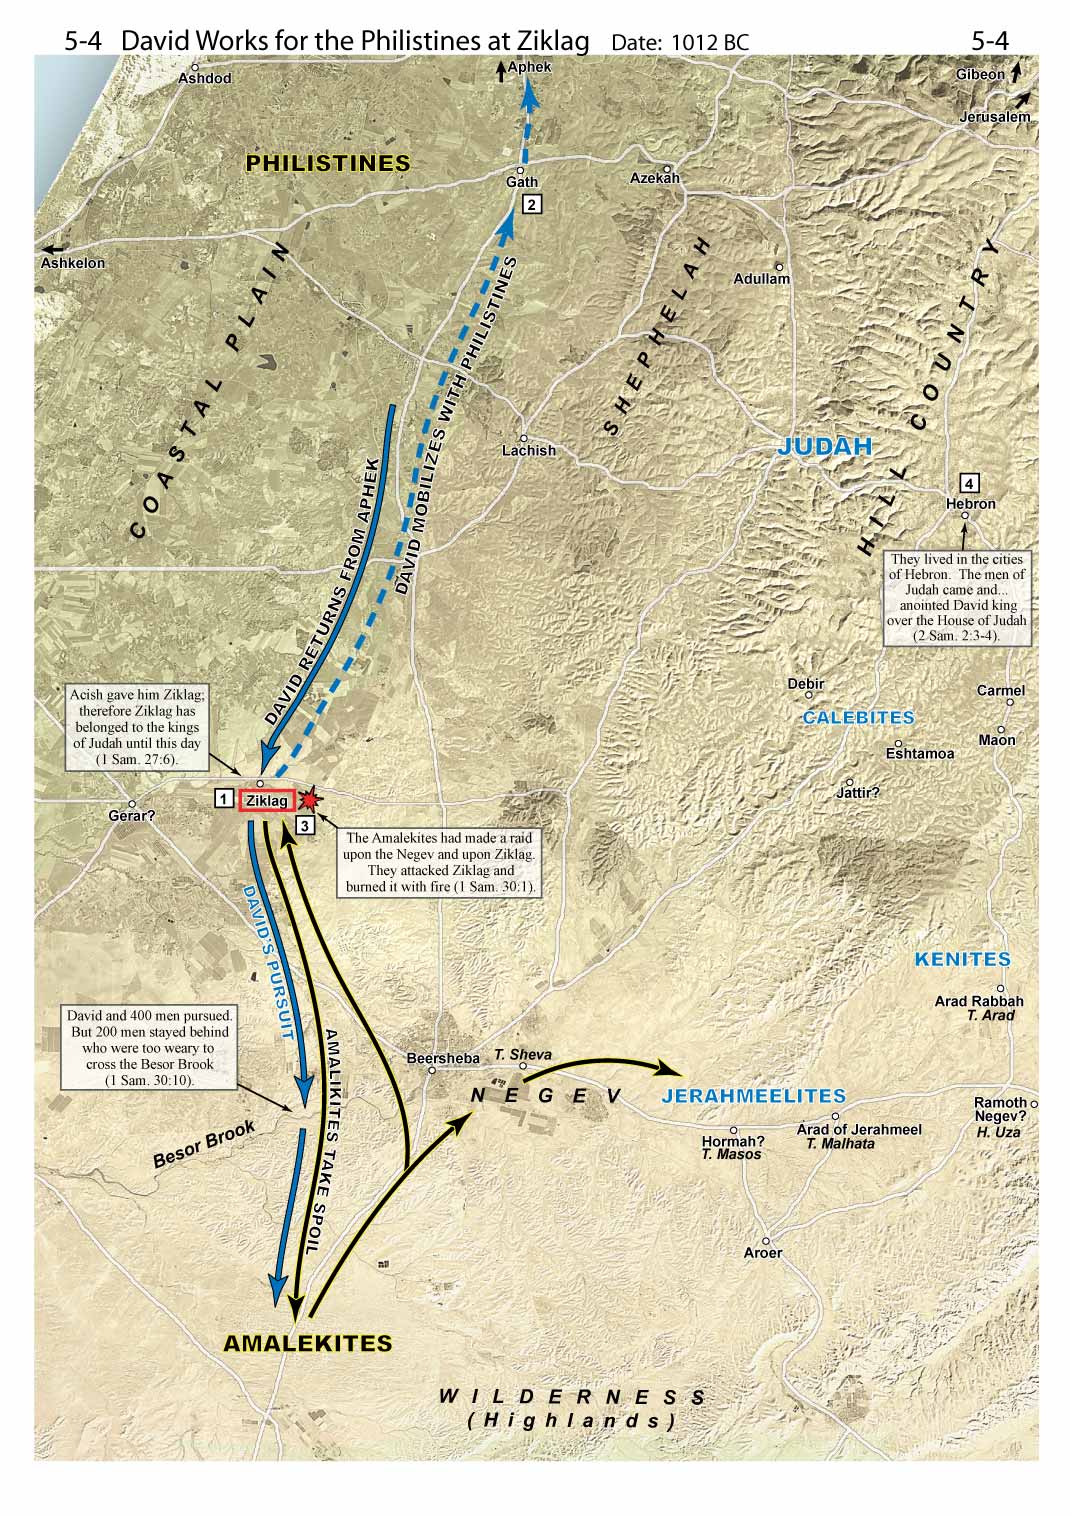 5-4 David Works for the Philistines at Ziklag Date: 1012 BC 5-4
Aphek
Ashdod
Gibeon
Jerusalem
PHILISTINES
Gath
2
Azekah
Ashkelon
Adullam
COASTAL PLAIN
SHEPHELAH
HILL COUNTRY
DAVID MOBILIZES WITH PHILISTINES
DAVID RETURNS FROM APHEK
Lachish
JUDAH
4
Hebron
They lived in the cities
of Hebron. The men of
Judah came and...
anointed David king
over the House of Judah
(2 Sam. 2:3-4).
Acish gave him Ziklag;
therefore Ziklag has
belonged to the kings
of Judah until this day
(1 Sam. 27:6).
Debir
Carmel
CALEBITES
Maon
Eshtamoa
Jattir?
1
Ziklag
Gerar?
3
The Amalekites had made a raid
upon the Negev and upon Ziklag.
They attacked Ziklag and
burned it with fire (1 Sam. 30:1).
DAVID'S PURSUIT
KENITES
Arad Rabbah
T. Arad
David and 400 men pursued.
But 200 men stayed behind
who were too weary to
cross the Besor Brook
(1 Sam. 30:10).
AMALIKITES TAKE SPOIL
Beersheba
T. Sheva
NEGEV
JERAHMEELITES
Ramoth
Negev?
H. Uza
Besor Brook
Hormah?
T. Masos
Arad of Jerahmeel
T. Malhata
Aroer
AMALEKITES
WILDERNESS
(Highlands)